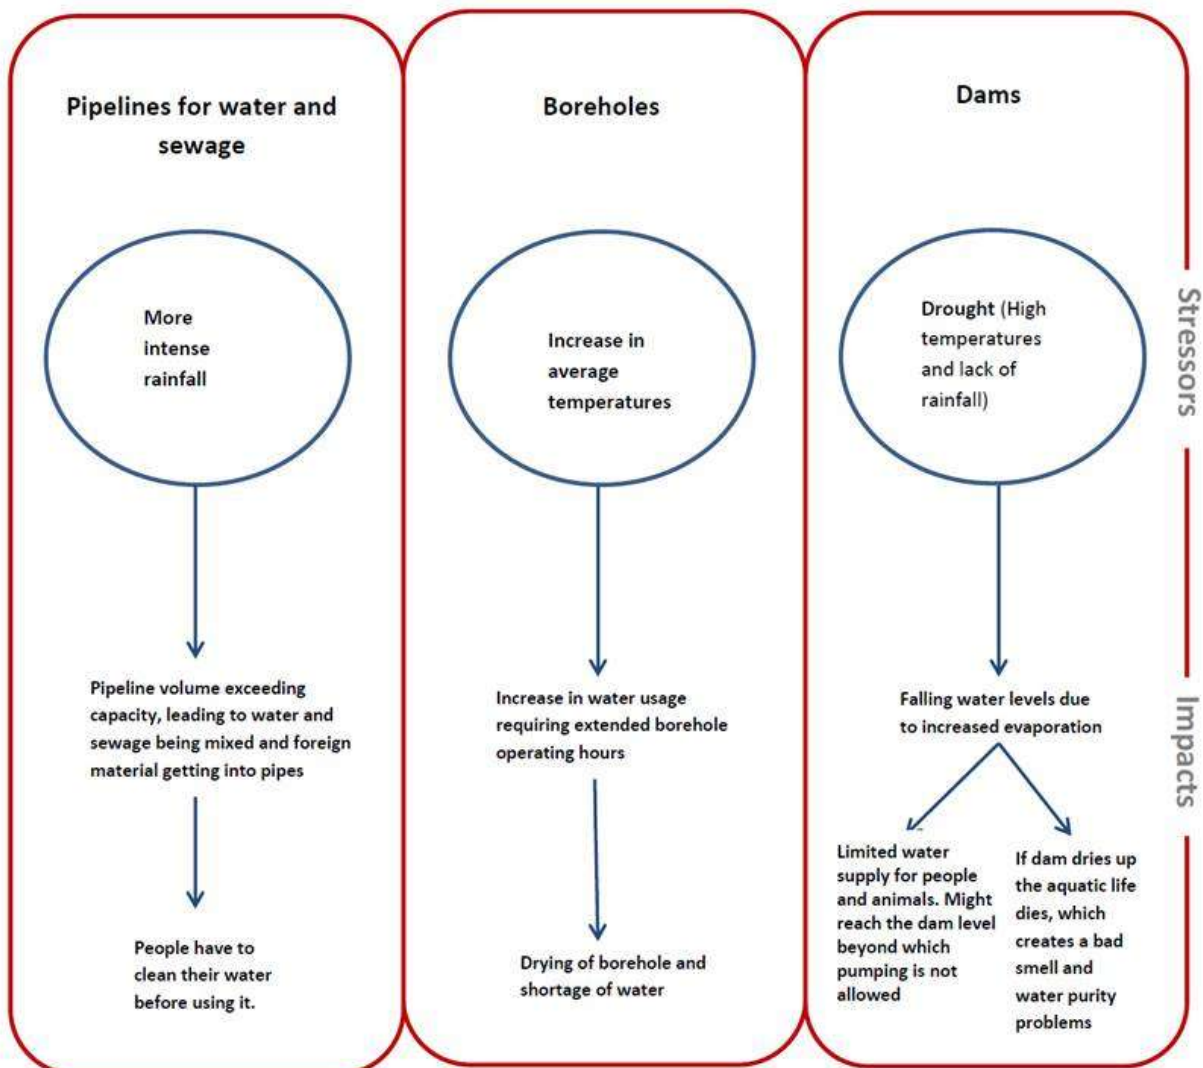 Pipelines for water and
sewage
More
intense
rainfall
Pipeline volume exceeding
capacity, leading to water and
sewage being mixed and foreign
material getting into pipes
People have to
clean their water
before using it.
Boreholes
Increase in
average
temperatures
Increase in water usage
requiring extended borehole
operating hours
Drying of borehole and
shortage of water
Dams
Drought (High
temperatures
and lack of
rainfall)
Falling water levels due
to increased evaporation
Limited water
supply for people
and animals. Might
reach the dam level
beyond which
pumping is not
allowed
If dam dries up
the aquatic life
dies, which
creates a bad
smell and
water purity
problems
Stressors
Impacts